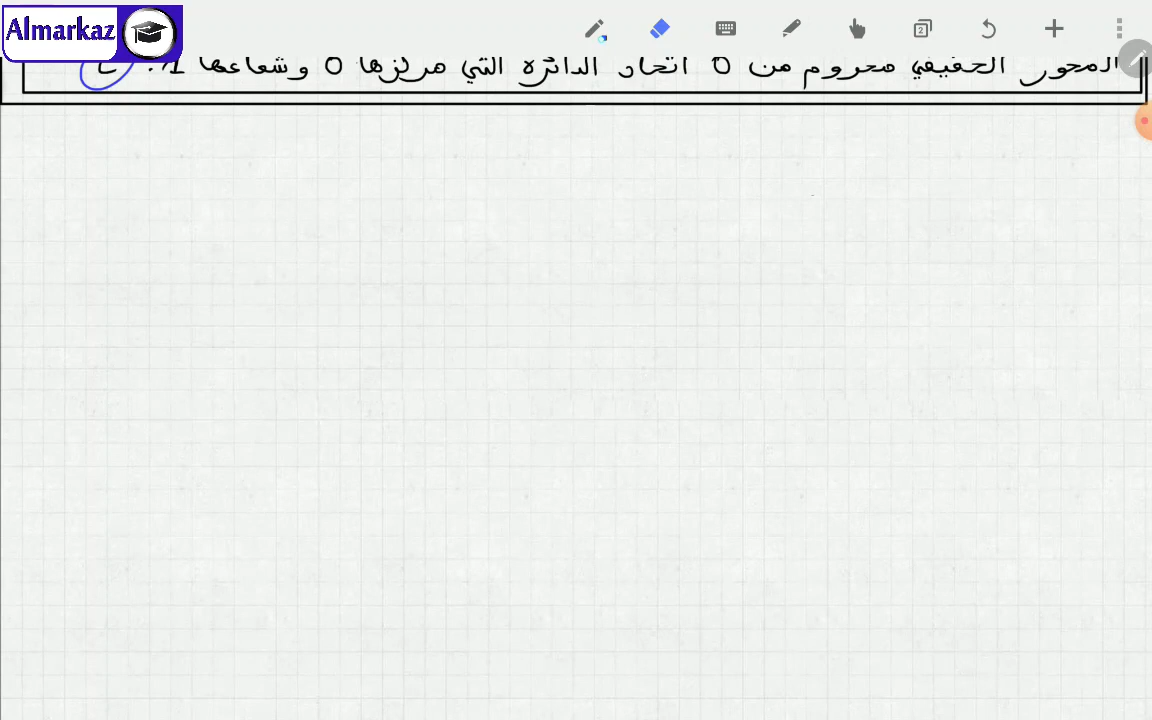 Almarkaz
المحور الحقيقي محروم من O اتحاد الدائرة التي مركزها O وشعاعها 1.